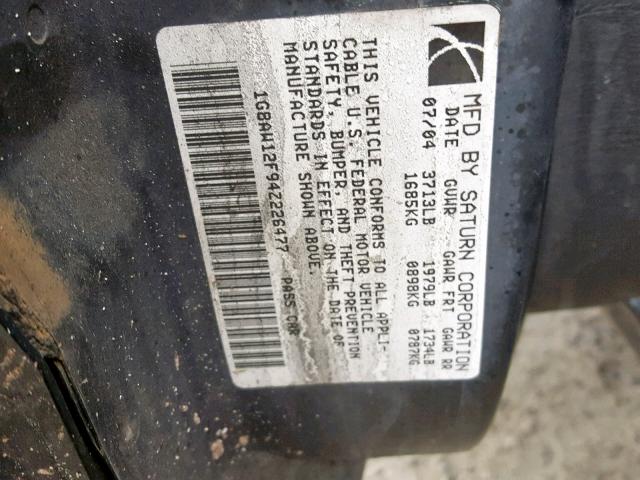 MFD BY SATURN CORPORATION
DATE GVWR GAWR FRT GAWR RR
07/04 3713LB 1979LB 1734LB
1685KG 0898KG 0787KG
THIS VEHICLE CONFORMS TO ALL APPLI-
CABLE U.S. FEDERAL MOTOR VEHICLE
SAFETY, BUMPER, AND THEFT PREVENTION
STANDARDS IN EFFECT ON THE DATE OF
MANUFACTURE SHOWN ABOVE.
1G8AW12F94Z226477 PASS CAR